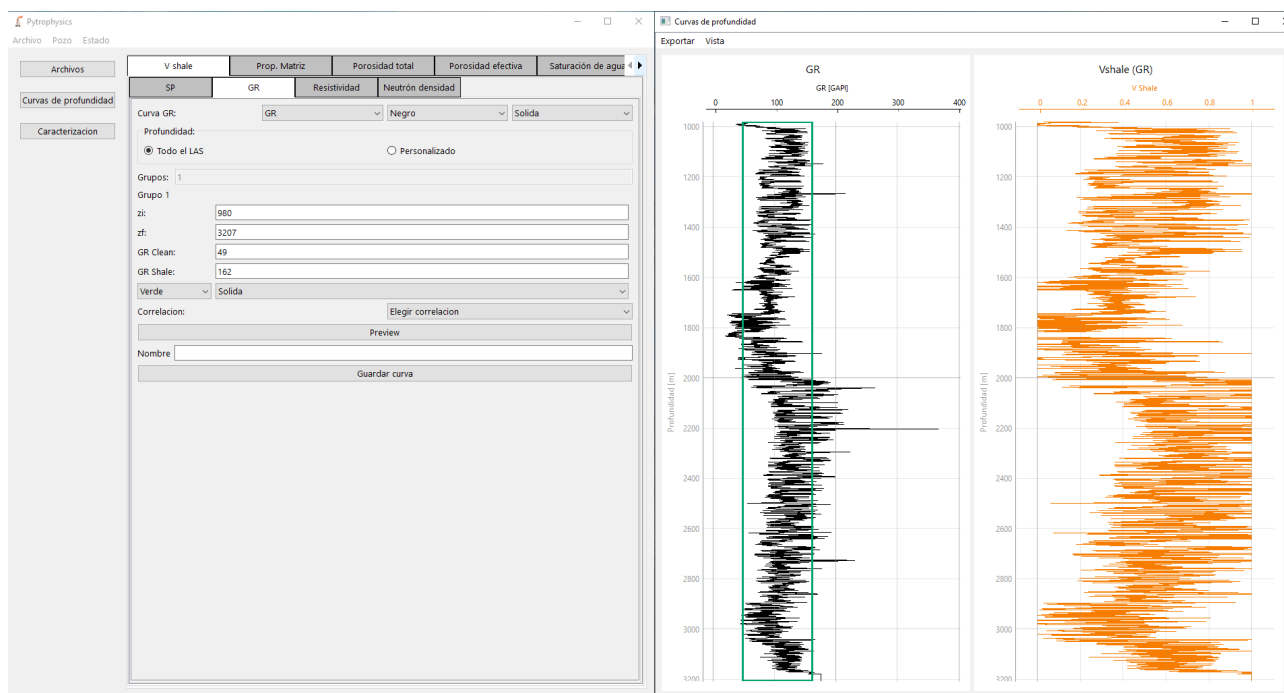 Pytrophysics
Archivo Pozo Estado
Archivos
Curvas de profundidad
Caracterizacion
V shale Prop. Matriz Porosidad total Porosidad efectiva Saturación de agua
SP GR Resistividad Neutrón densidad
Curva GR: GR Negro Solida
Profundidad:
Todo el LAS Personalizado
Grupos: 1
Grupo 1
zi: 980
zf: 3207
GR Clean: 49
GR Shale: 162
Verde Solida
Correlacion: Elegir correlacion
Preview
Nombre
Guardar curva
Curvas de profundidad
Exportar Vista
GR
GR [GAPI]
0 100 200 300 400
1000
1200
1400
1600
1800
2000
2200
2400
2600
2800
3000
3200
Profundidad [m]
Vshale (GR)
V Shale
0 0.2 0.4 0.6 0.8 1
1000
1200
1400
1600
1800
2000
2200
2400
2600
2800
3000
3200
Profundidad [m]